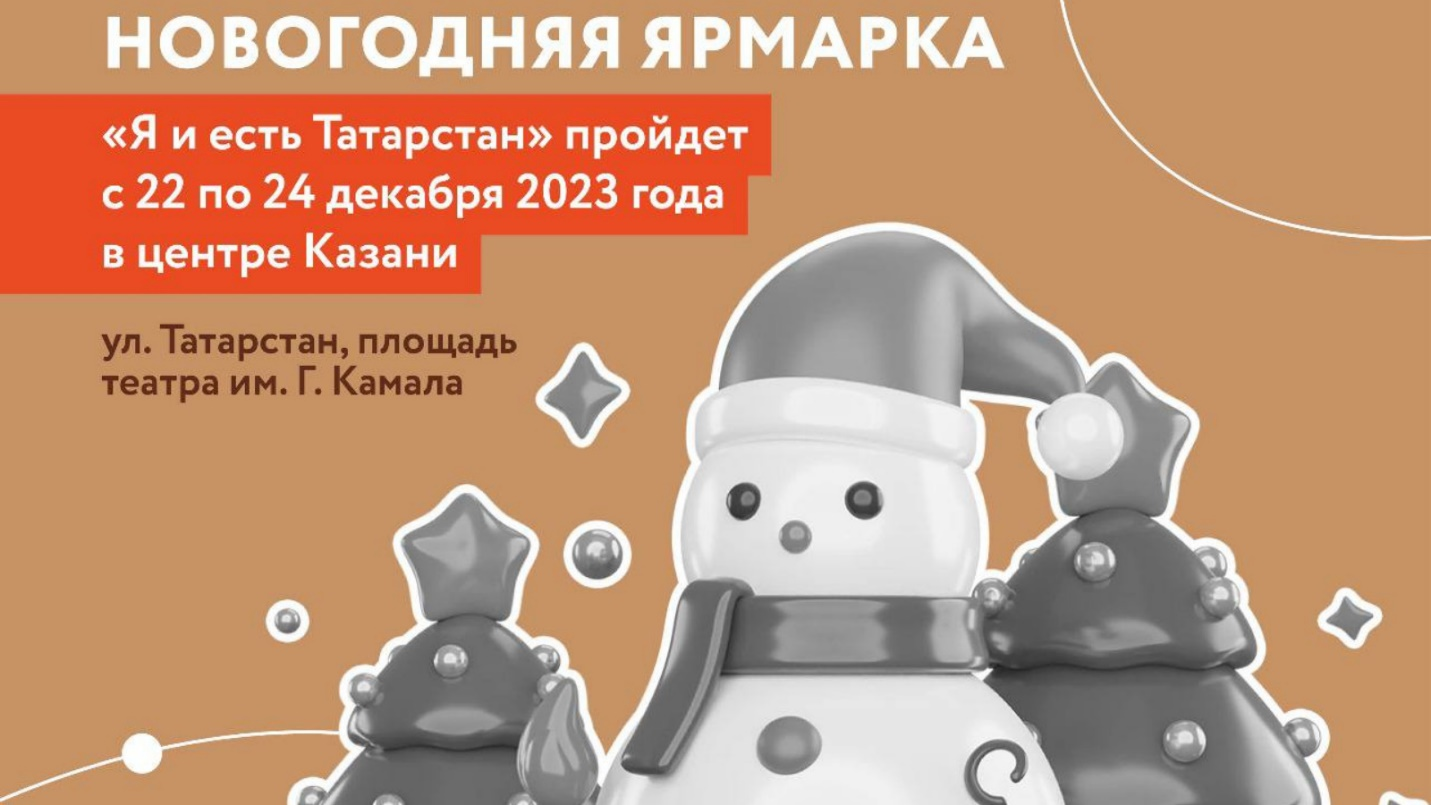 НОВОГОДНЯЯ ЯРМАРКА
«Я и есть Татарстан» пройдет
с 22 по 24 декабря 2023 года
в центре Казани
ул. Татарстан, площадь
театра им. Г. Камала